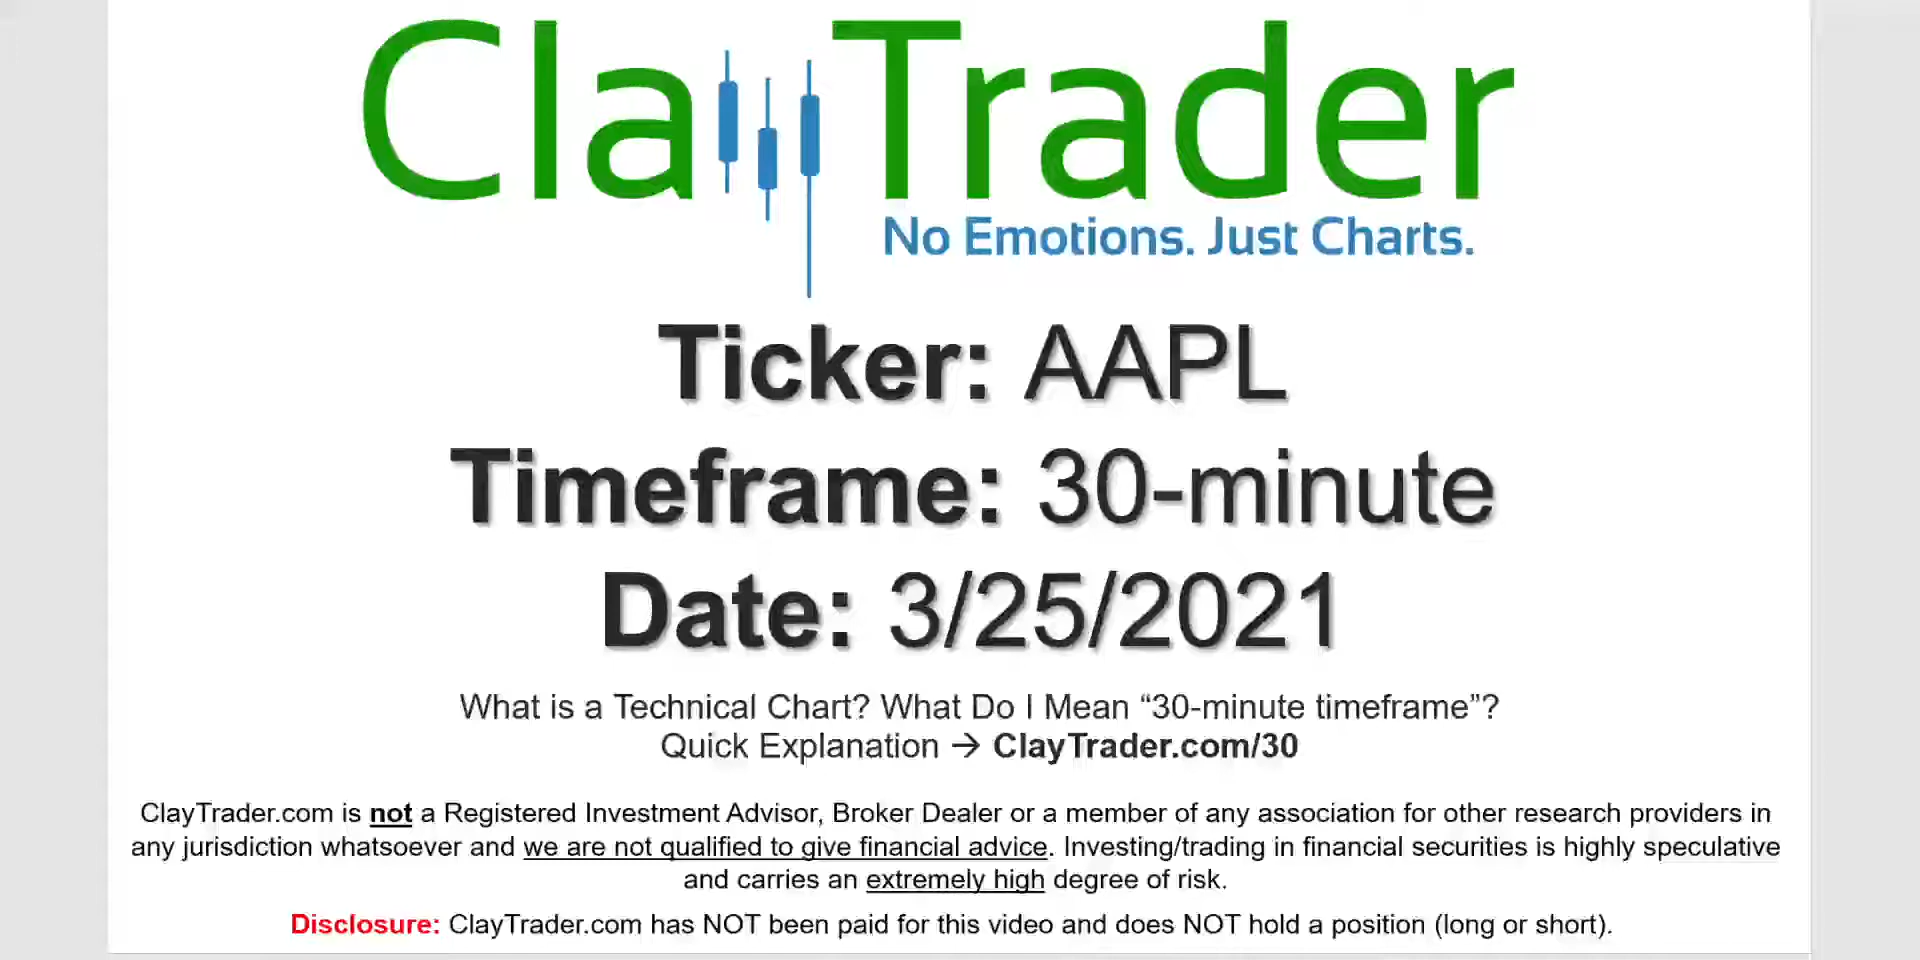 ClayTrader
No Emotions. Just Charts.
Ticker: AAPL
Timeframe: 30-minute
Date: 3/25/2021
What is a Technical Chart? What Do I Mean “30-minute timeframe”?
Quick Explanation → ClayTrader.com/30
ClayTrader.com is not a Registered Investment Advisor, Broker Dealer or a member of any association for other research providers in
any jurisdiction whatsoever and we are not qualified to give financial advice. Investing/trading in financial securities is highly speculative
and carries an extremely high degree of risk.
Disclosure: ClayTrader.com has NOT been paid for this video and does NOT hold a position (long or short).